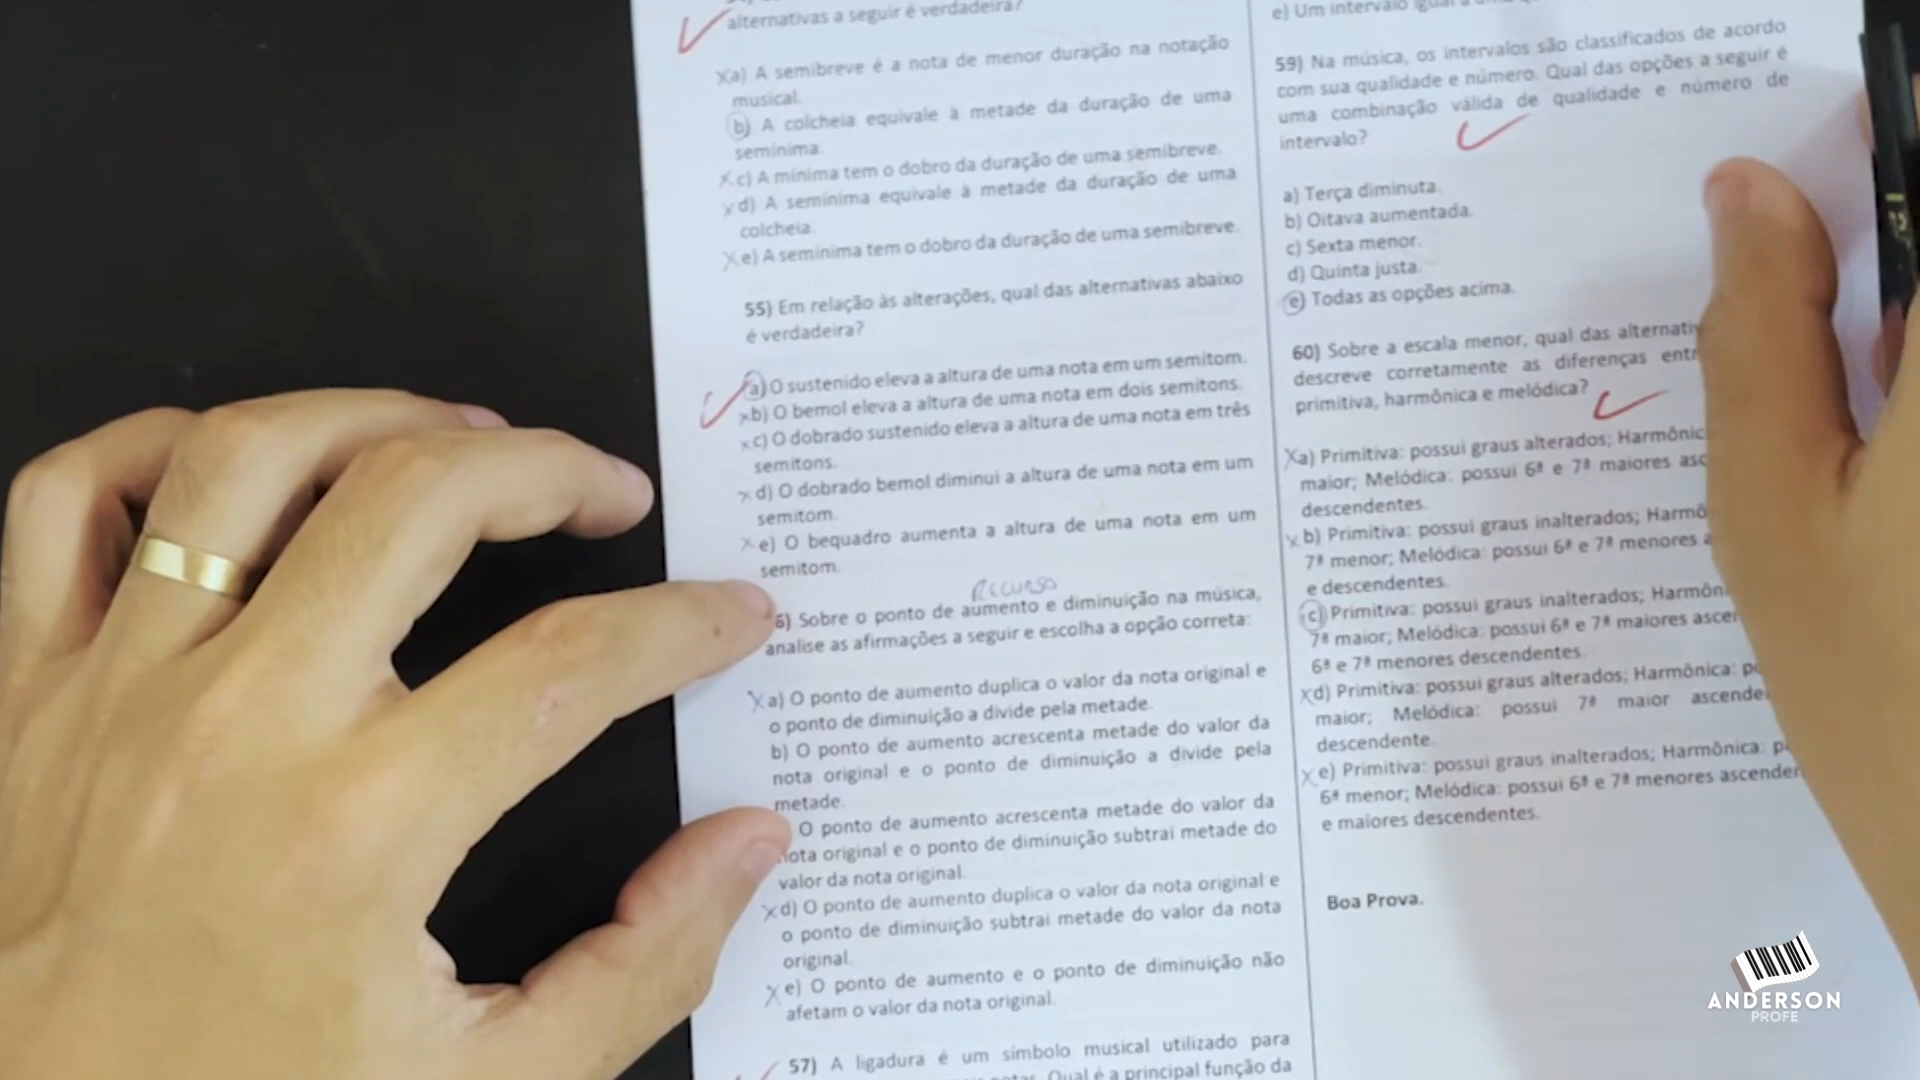 alternativas a seguir é verdadeira?
a) A semibreve é a nota de menor duração na notação
musical.
b) A colcheia equivale à metade da duração de uma
semínima.
c) A mínima tem o dobro da duração de uma semibreve.
d) A semínima equivale à metade da duração de uma
colcheia.
e) A semínima tem o dobro da duração de uma semibreve.
55) Em relação às alterações, qual das alternativas abaixo
é verdadeira?
a) O sustenido eleva a altura de uma nota em um semitom.
b) O bemol eleva a altura de uma nota em dois semitons.
c) O dobrado sustenido eleva a altura de uma nota em três
semitons.
d) O dobrado bemol diminui a altura de uma nota em um
semitom.
e) O bequadro aumenta a altura de uma nota em um
semitom.
Recurso
6) Sobre o ponto de aumento e diminuição na música,
analise as afirmações a seguir e escolha a opção correta:
a) O ponto de aumento duplica o valor da nota original e
o ponto de diminuição a divide pela metade.
b) O ponto de aumento acrescenta metade do valor da
nota original e o ponto de diminuição a divide pela
metade.
O ponto de aumento acrescenta metade do valor da
nota original e o ponto de diminuição subtrai metade do
valor da nota original.
d) O ponto de aumento duplica o valor da nota original e
o ponto de diminuição subtrai metade do valor da nota
original.
e) O ponto de aumento e o ponto de diminuição não
afetam o valor da nota original.
57) A ligadura é um símbolo musical utilizado para
notas. Qual é a principal função da
e) Um intervalo igual a
59) Na música, os intervalos são classificados de acordo
com sua qualidade e número. Qual das opções a seguir é
uma combinação válida de qualidade e número de
intervalo?
a) Terça diminuta.
b) Oitava aumentada.
c) Sexta menor.
d) Quinta justa.
e) Todas as opções acima.
60) Sobre a escala menor, qual das
descreve corretamente as diferenças
primitiva, harmônica e melódica?
a) Primitiva: possui graus alterados;
maior; Melódica: possui 6ª e 7ª maiores
descendentes.
b) Primitiva: possui graus inalterados;
7ª menor; Melódica: possui 6ª e 7ª menores
e descendentes.
c) Primitiva: possui graus inalterados;
7ª maior; Melódica: possui 6ª e 7ª maiores
6ª e 7ª menores descendentes.
d) Primitiva: possui graus alterados; Harmônica:
maior; Melódica: possui 7ª maior
descendente.
e) Primitiva: possui graus inalterados; Harmônica:
6ª menor; Melódica: possui 6ª e 7ª menores
e maiores descendentes.
Boa Prova.
ANDERSON
PROFE